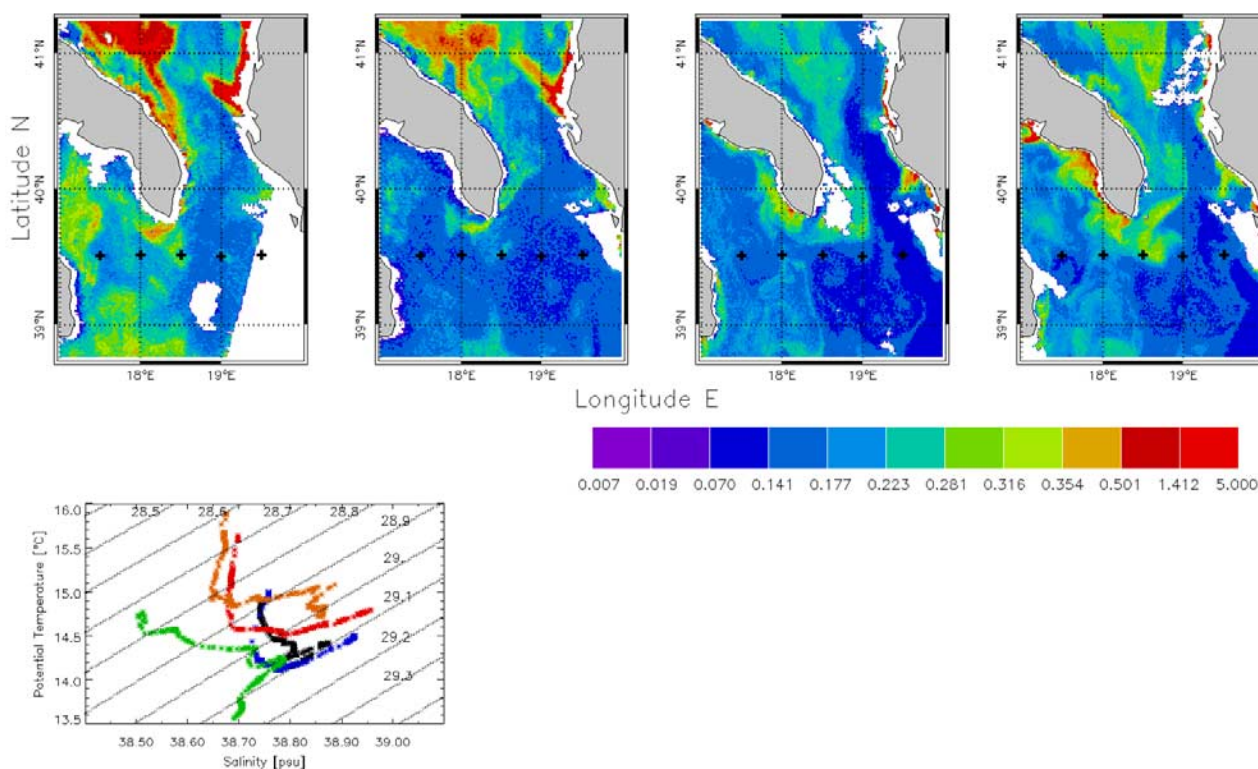 41°N 41°N 41°N 41°N
Latitude N
40°N 40°N 40°N 40°N
39°N 39°N 39°N 39°N
18°E 19°E 18°E 19°E 18°E 19°E 18°E 19°E
Longitude E
0.007 0.019 0.070 0.141 0.177 0.223 0.281 0.316 0.354 0.501 1.412 5.000
16.0 28.5 28.6 28.7 28.8 28.9
15.5
29.
15.0 29.1
14.5 29.2
14.0 29.3
13.5
Potential Temperature [°C]
38.50 38.60 38.70 38.80 38.90 39.00
Salinity [psu]